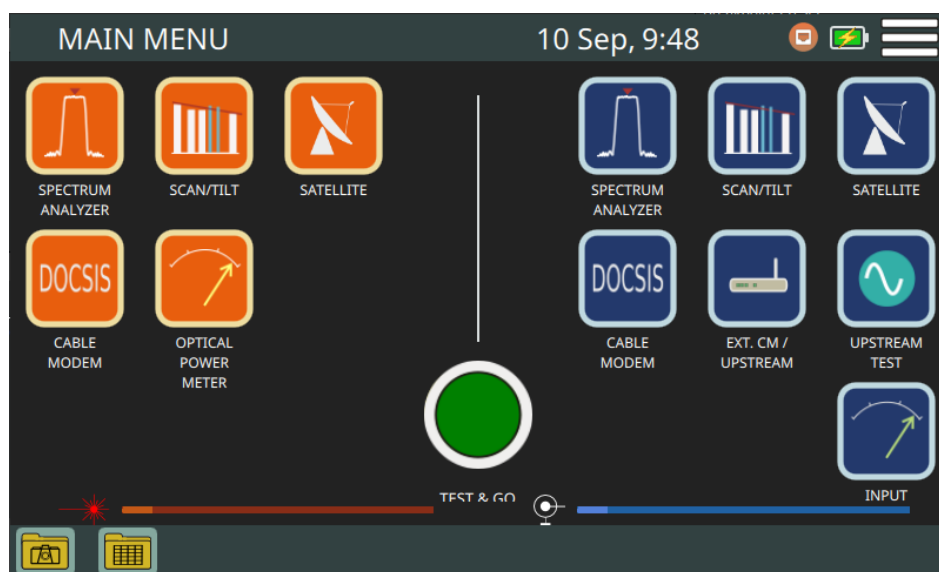 MAIN MENU
10 Sep, 9:48
SPECTRUM
ANALYZER
SCAN/TILT
SATELLITE
DOCSIS
CABLE
MODEM
OPTICAL
POWER
METER
SPECTRUM
ANALYZER
SCAN/TILT
SATELLITE
DOCSIS
CABLE
MODEM
EXT. CM /
UPSTREAM
UPSTREAM
TEST
INPUT
TEST & GO